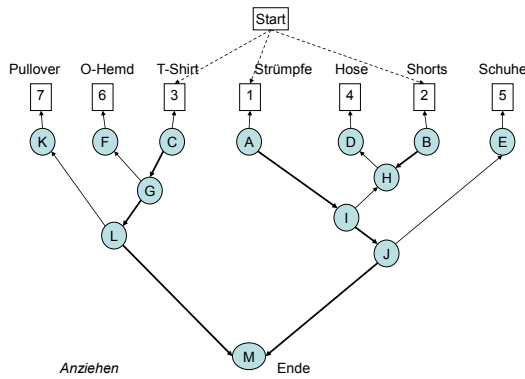 Start
Pullover O-Hemd T-Shirt Strümpfe Hose Shorts Schuhe
7 6 3 1 4 2 5
K F C A D B E
G H
I
L J
M
Anziehen Ende